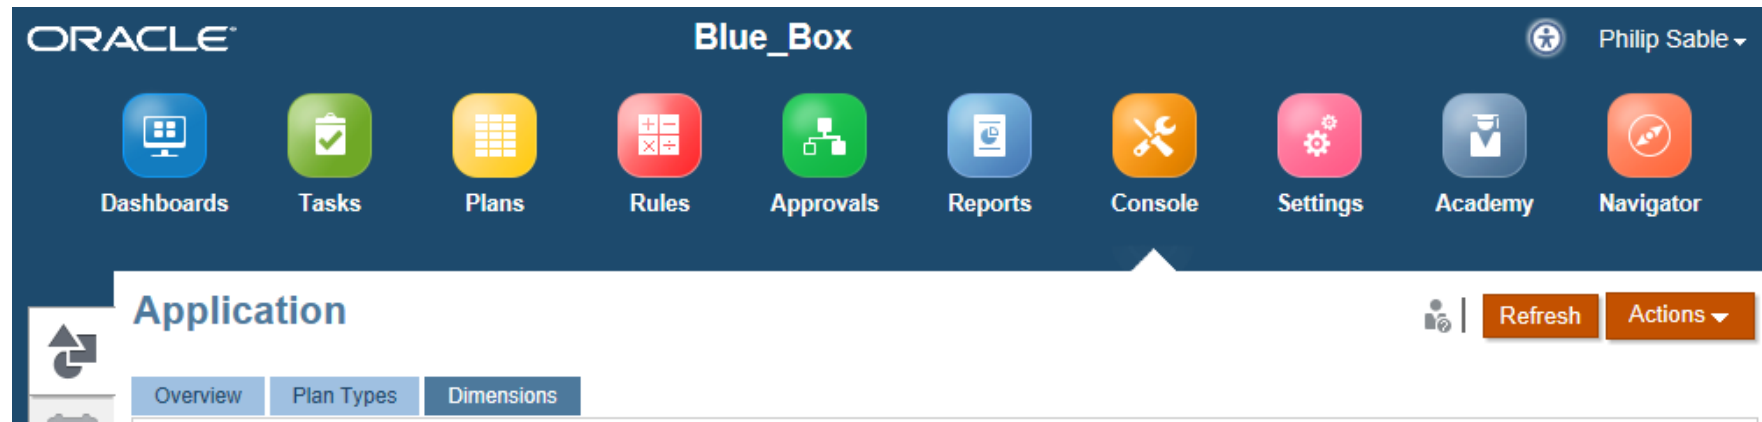 ORACLE Blue_Box Philip Sable
Dashboards Tasks Plans Rules Approvals Reports Console Settings Academy Navigator
Application Refresh Actions
Overview Plan Types Dimensions